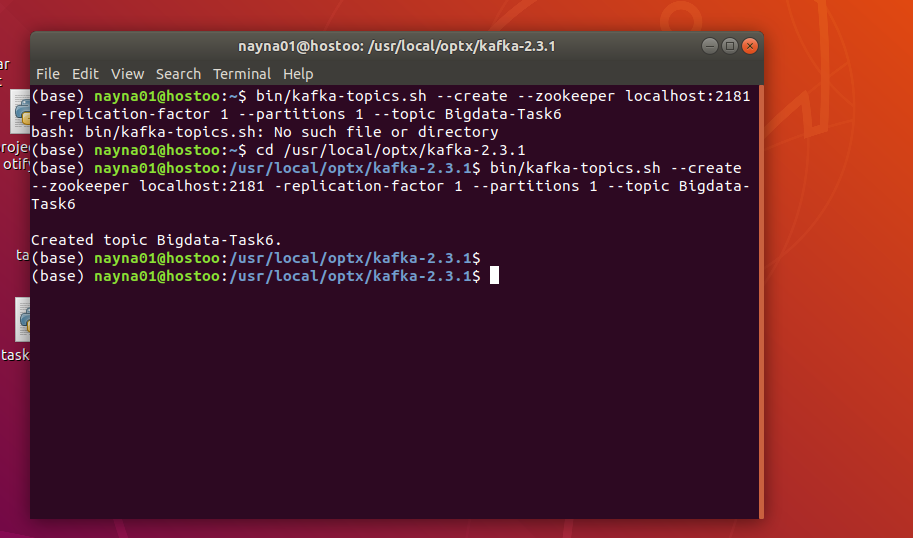 nayna01@hostoo: /usr/local/optx/kafka-2.3.1
File Edit View Search Terminal Help
(base) nayna01@hostoo:~$ bin/kafka-topics.sh --create --zookeeper localhost:2181
-replication-factor 1 --partitions 1 --topic Bigdata-Task6
bash: bin/kafka-topics.sh: No such file or directory
(base) nayna01@hostoo:~$ cd /usr/local/optx/kafka-2.3.1
(base) nayna01@hostoo:/usr/local/optx/kafka-2.3.1$ bin/kafka-topics.sh --create
--zookeeper localhost:2181 -replication-factor 1 --partitions 1 --topic Bigdata-
Task6
Created topic Bigdata-Task6.
(base) nayna01@hostoo:/usr/local/optx/kafka-2.3.1$
(base) nayna01@hostoo:/usr/local/optx/kafka-2.3.1$
task